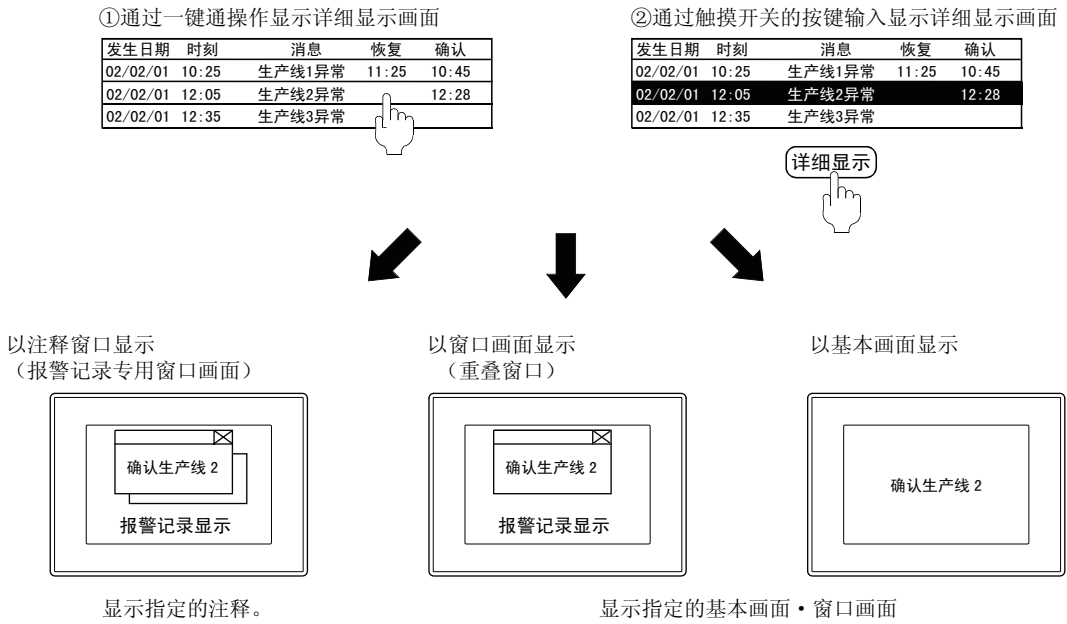 ①通过一键通操作显示详细显示画面
发生日期 时刻 消息 恢复 确认
02/02/01 10:25 生产线1异常 11:25 10:45
02/02/01 12:05 生产线2异常 12:28
02/02/01 12:35 生产线3异常
②通过触摸开关的按键输入显示详细显示画面
发生日期 时刻 消息 恢复 确认
02/02/01 10:25 生产线1异常 11:25 10:45
02/02/01 12:05 生产线2异常 12:28
02/02/01 12:35 生产线3异常
详细显示
以注释窗口显示
（报警记录专用窗口画面）
确认生产线 2
报警记录显示
显示指定的注释。
以窗口画面显示
（重叠窗口）
确认生产线 2
报警记录显示
以基本画面显示
确认生产线 2
显示指定的基本画面・窗口画面